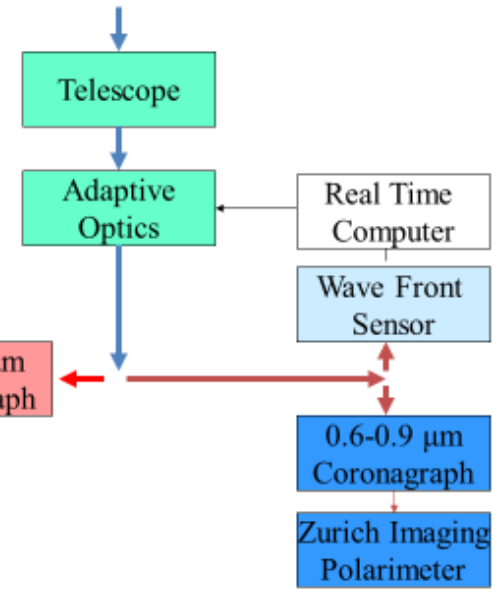 Telescope
Adaptive
Optics
Real Time
Computer
Wave Front
Sensor
0.6-0.9 μm
Coronagraph
Zurich Imaging
Polarimeter